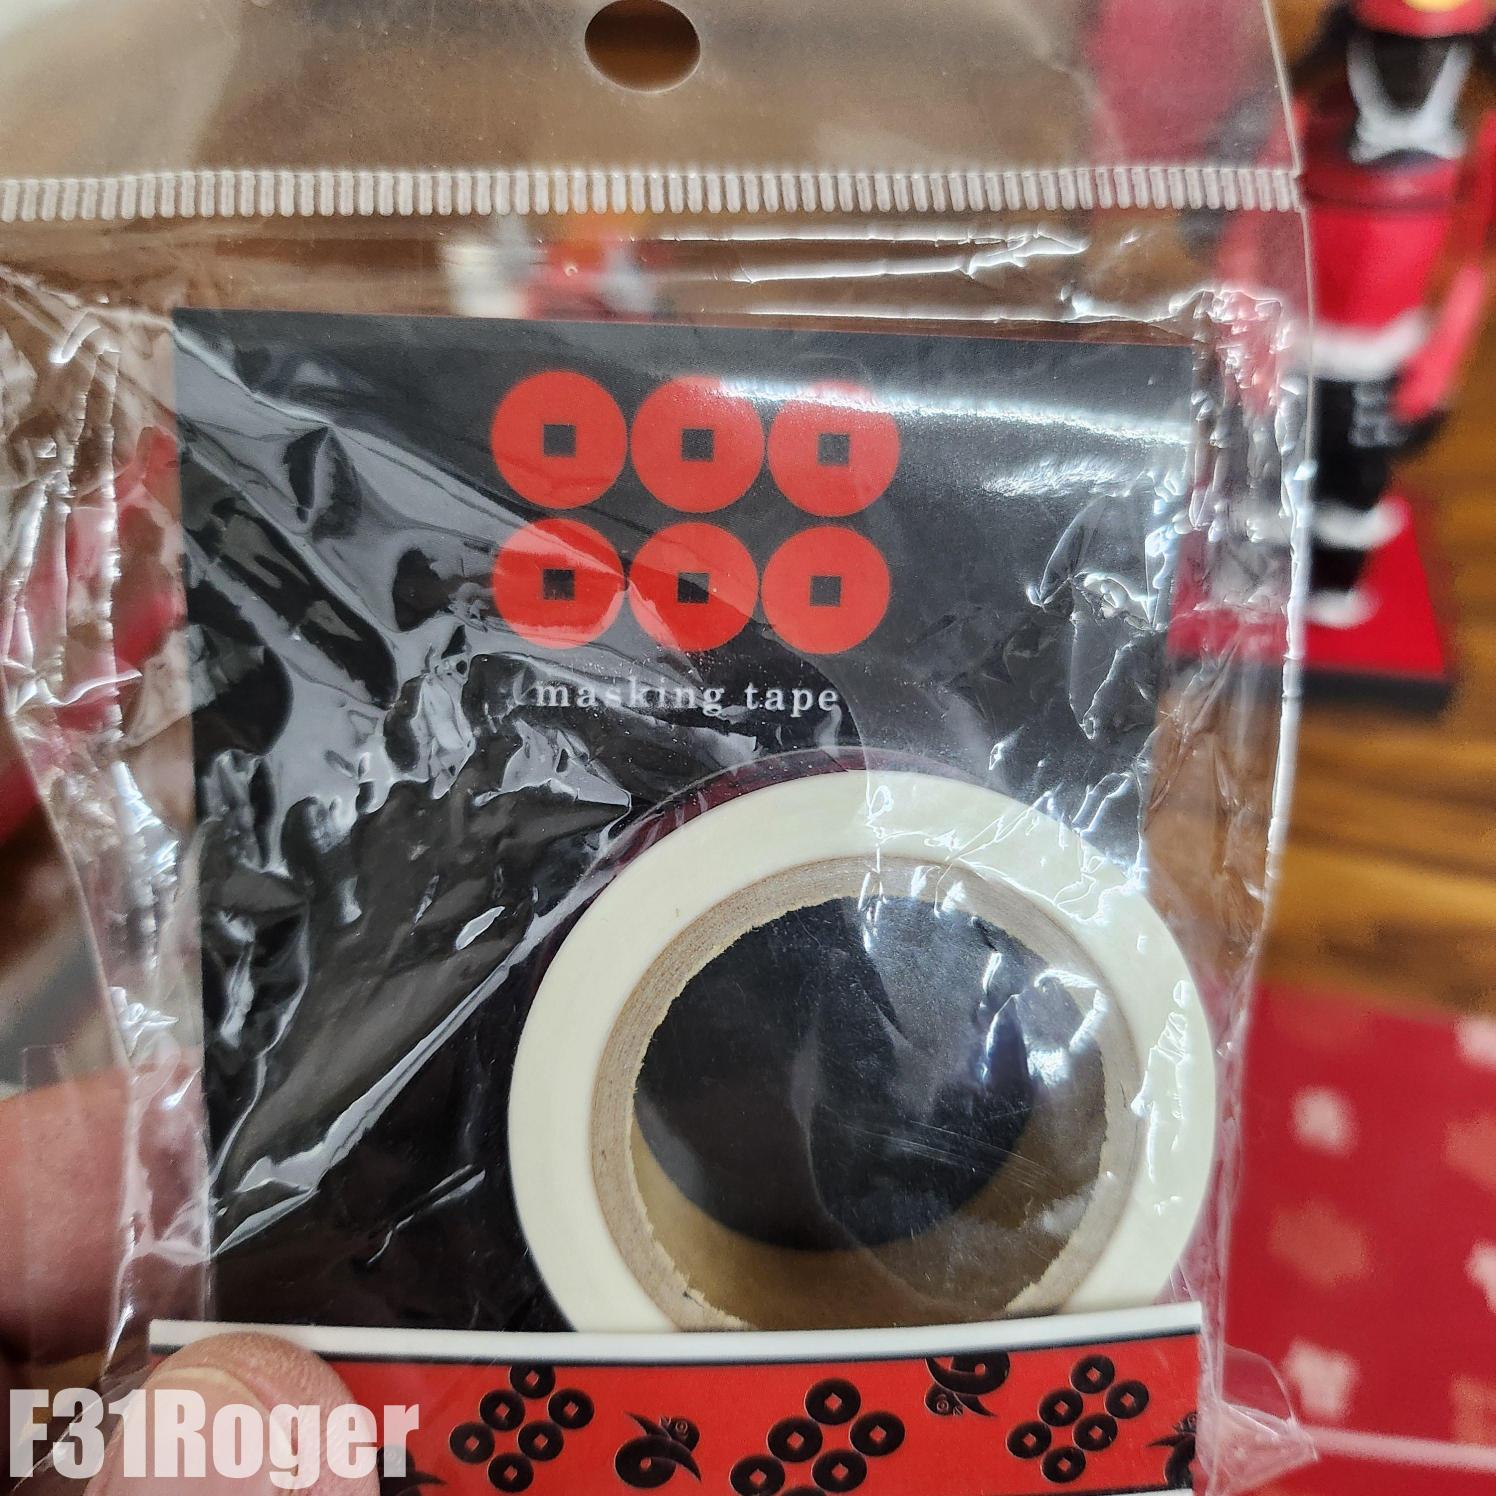 masking tape
F31Roger